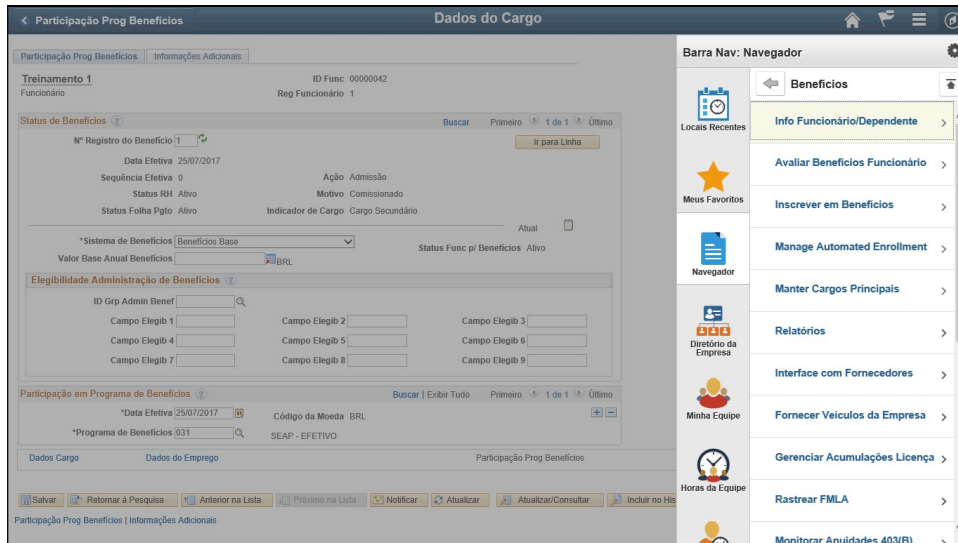 Participação Prog Benefícios
Dados do Cargo
Participação Prog Benefícios Informações Adicionais
Treinamento 1 ID Func 00000042
Funcionário Reg Funcionário 1
Status de Benefícios Buscar Primeiro 1 de 1 Último
Nº Registro do Benefício 1 Ir para Linha
Data Efetiva 25/07/2017
Sequência Efetiva 0 Ação Admissão
Status RH Ativo Motivo Comissionado
Status Folha Pgto Ativo Indicador de Cargo Cargo Secundário
Atual
*Sistema de Benefícios Benefícios Base Status Func p/ Benefícios Ativo
Valor Base Anual Benefícios BRL
Elegibilidade Administração de Benefícios
ID Grp Admin Benef
Campo Elegib 1 Campo Elegib 2 Campo Elegib 3
Campo Elegib 4 Campo Elegib 5 Campo Elegib 6
Campo Elegib 7 Campo Elegib 8 Campo Elegib 9
Participação em Programa de Benefícios Buscar | Exibir Tudo Primeiro 1 de 1 Último
*Data Efetiva 25/07/2017 Código da Moeda BRL
*Programa de Benefícios 031 SEAP - EFETIVO
Dados Cargo Dados do Emprego Participação Prog Benefícios
Salvar Retornar à Pesquisa Anterior na Lista Próximo na Lista Notificar Atualizar Atualizar/Consultar Incluir no His
Participação Prog Benefícios | Informações Adicionais
Barra Nav: Navegador
Locais Recentes
Meus Favoritos
Navegador
Diretório da
Empresa
Minha Equipe
Horas da Equipe
Benefícios
Info Funcionário/Dependente
Avaliar Benefícios Funcionário
Inscrever em Benefícios
Manage Automated Enrollment
Manter Cargos Principais
Relatórios
Interface com Fornecedores
Fornecer Veículos da Empresa
Gerenciar Acumulações Licença
Rastrear FMLA
Monitorar Anuidades 403(B)